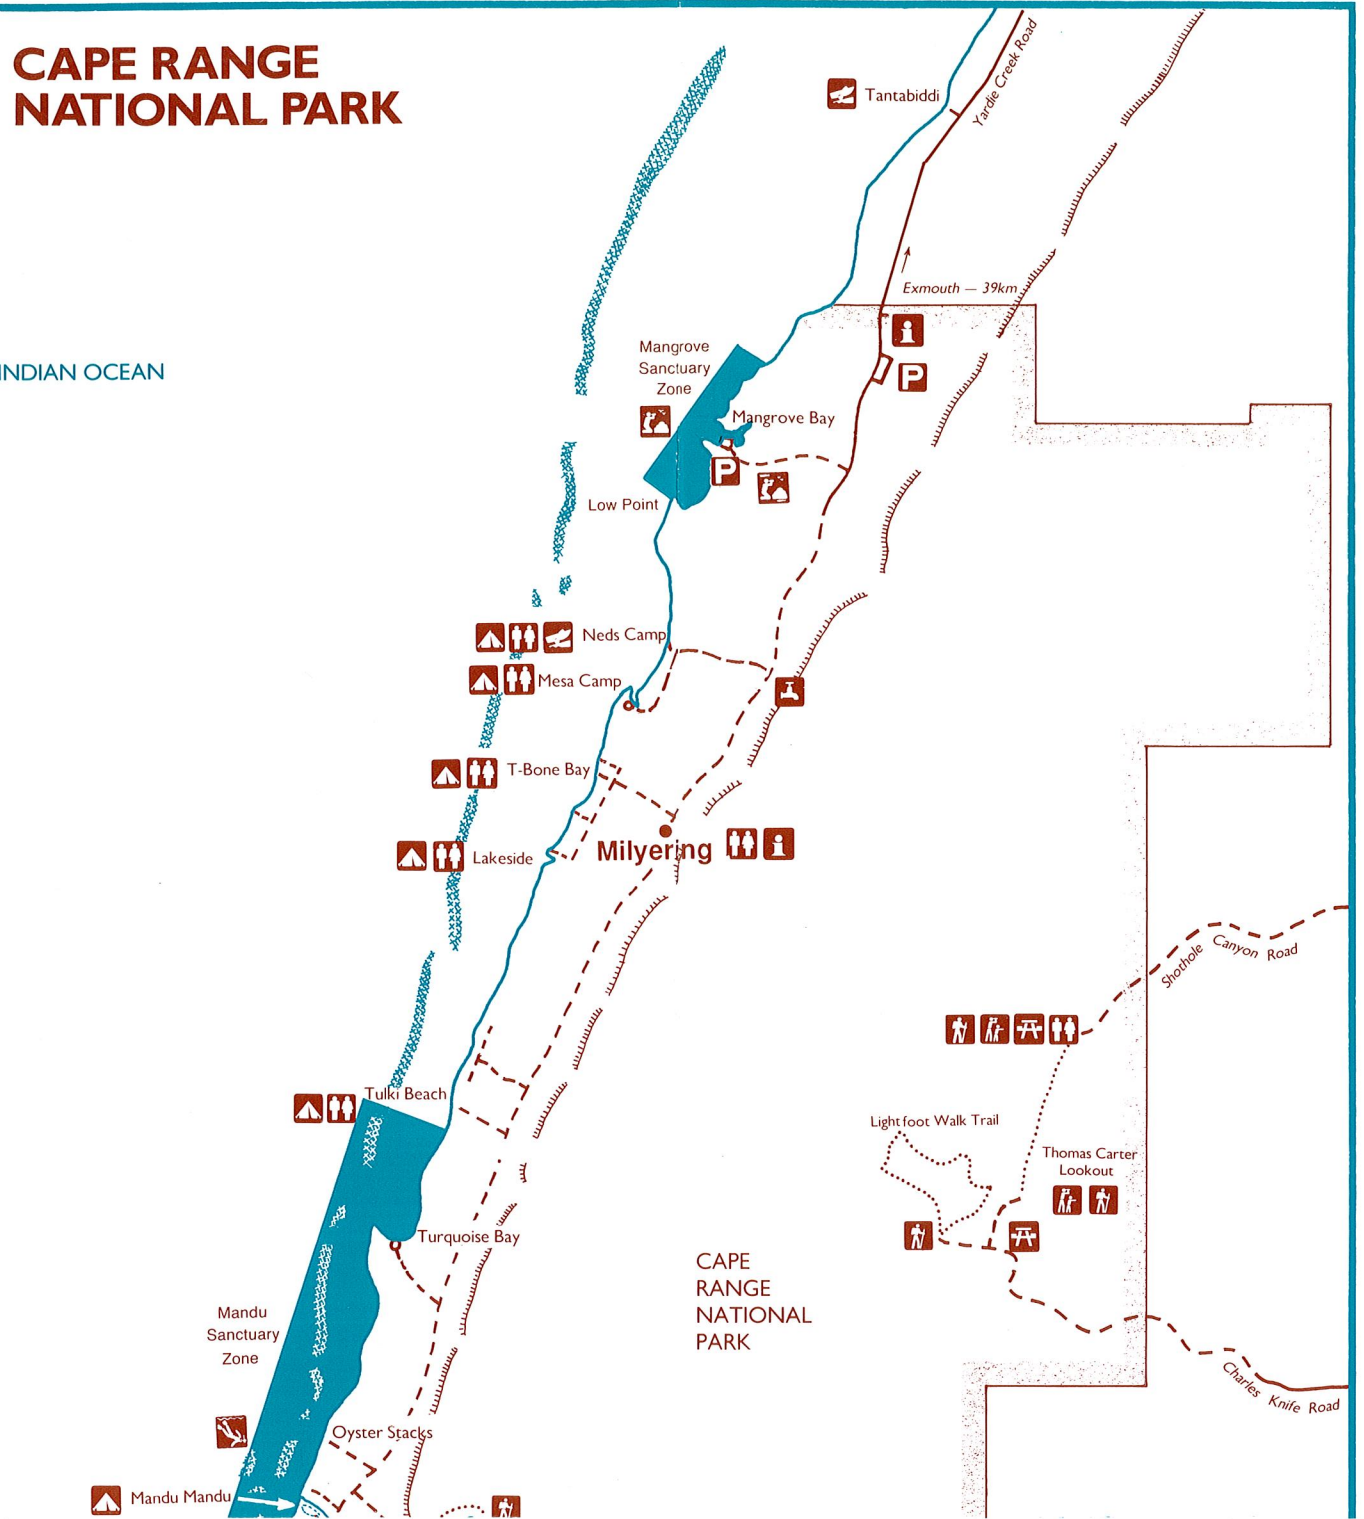 CAPE RANGE
NATIONAL PARK
Tantabiddi
Yardie Creek Road
Exmouth — 39km
INDIAN OCEAN
Mangrove
Sanctuary
Zone
P
Mangrove Bay
P
Low Point
Neds Camp
Mesa Camp
T-Bone Bay
Milyering
Lakeside
Shothole Canyon Road
Tulki Beach
Lightfoot Walk Trail
Thomas Carter
Lookout
Turquoise Bay
CAPE
RANGE
NATIONAL
PARK
Mandu
Sanctuary
Zone
Charles Knife Road
Oyster Stacks
Mandu Mandu